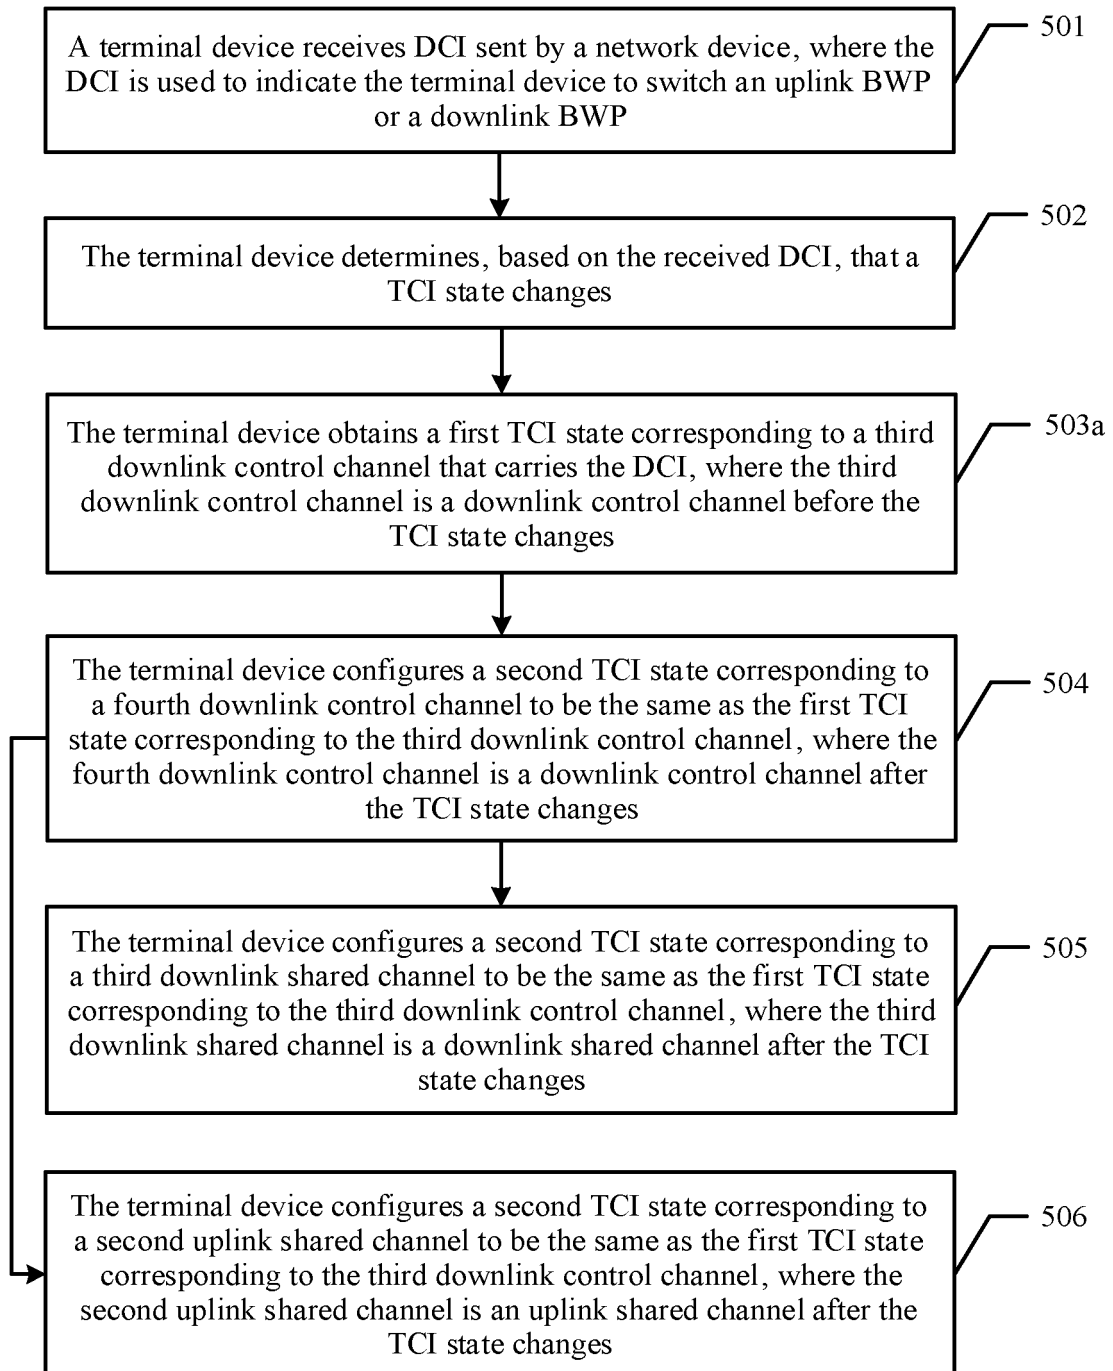 A terminal device receives DCI sent by a network device, where the
DCI is used to indicate the terminal device to switch an uplink BWP
or a downlink BWP
501
The terminal device determines, based on the received DCI, that a
TCI state changes
502
The terminal device obtains a first TCI state corresponding to a third
downlink control channel that carries the DCI, where the third
downlink control channel is a downlink control channel before the
TCI state changes
503a
The terminal device configures a second TCI state corresponding to
a fourth downlink control channel to be the same as the first TCI
state corresponding to the third downlink control channel, where the
fourth downlink control channel is a downlink control channel after
the TCI state changes
504
The terminal device configures a second TCI state corresponding to
a third downlink shared channel to be the same as the first TCI state
corresponding to the third downlink control channel, where the third
downlink shared channel is a downlink shared channel after the TCI
state changes
505
The terminal device configures a second TCI state corresponding to
a second uplink shared channel to be the same as the first TCI state
corresponding to the third downlink control channel, where the
second uplink shared channel is an uplink shared channel after the
TCI state changes
506